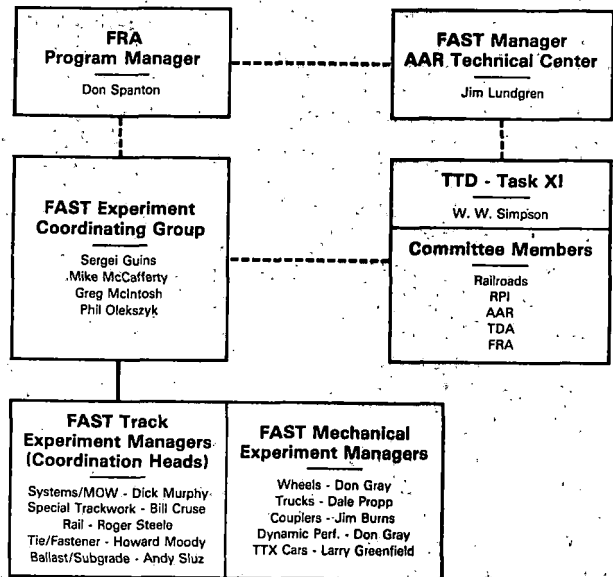 FRA
Program Manager
Don Spanton
FAST Manager
AAR Technical Center
Jim Lundgren
FAST Experiment
Coordinating Group
Sergei Guins
Mike McCafferty
Greg McIntosh
Phil Olekszyk
TTD - Task XI
W. W. Simpson
Committee Members
Railroads
RPI
AAR
TDA
FRA
FAST Track
Experiment Managers
(Coordination Heads)
Systems/MOW - Dick Murphy
Special Trackwork - Bill Cruse
Rail - Roger Steele
Tie/Fastener - Howard Moody
Ballast/Subgrade - Andy Sluz
FAST Mechanical
Experiment Managers
Wheels - Don Gray
Trucks - Dale Propp
Couplers - Jim Burns
Dynamic Perf. - Don Gray
TTX Cars - Larry Greenfield